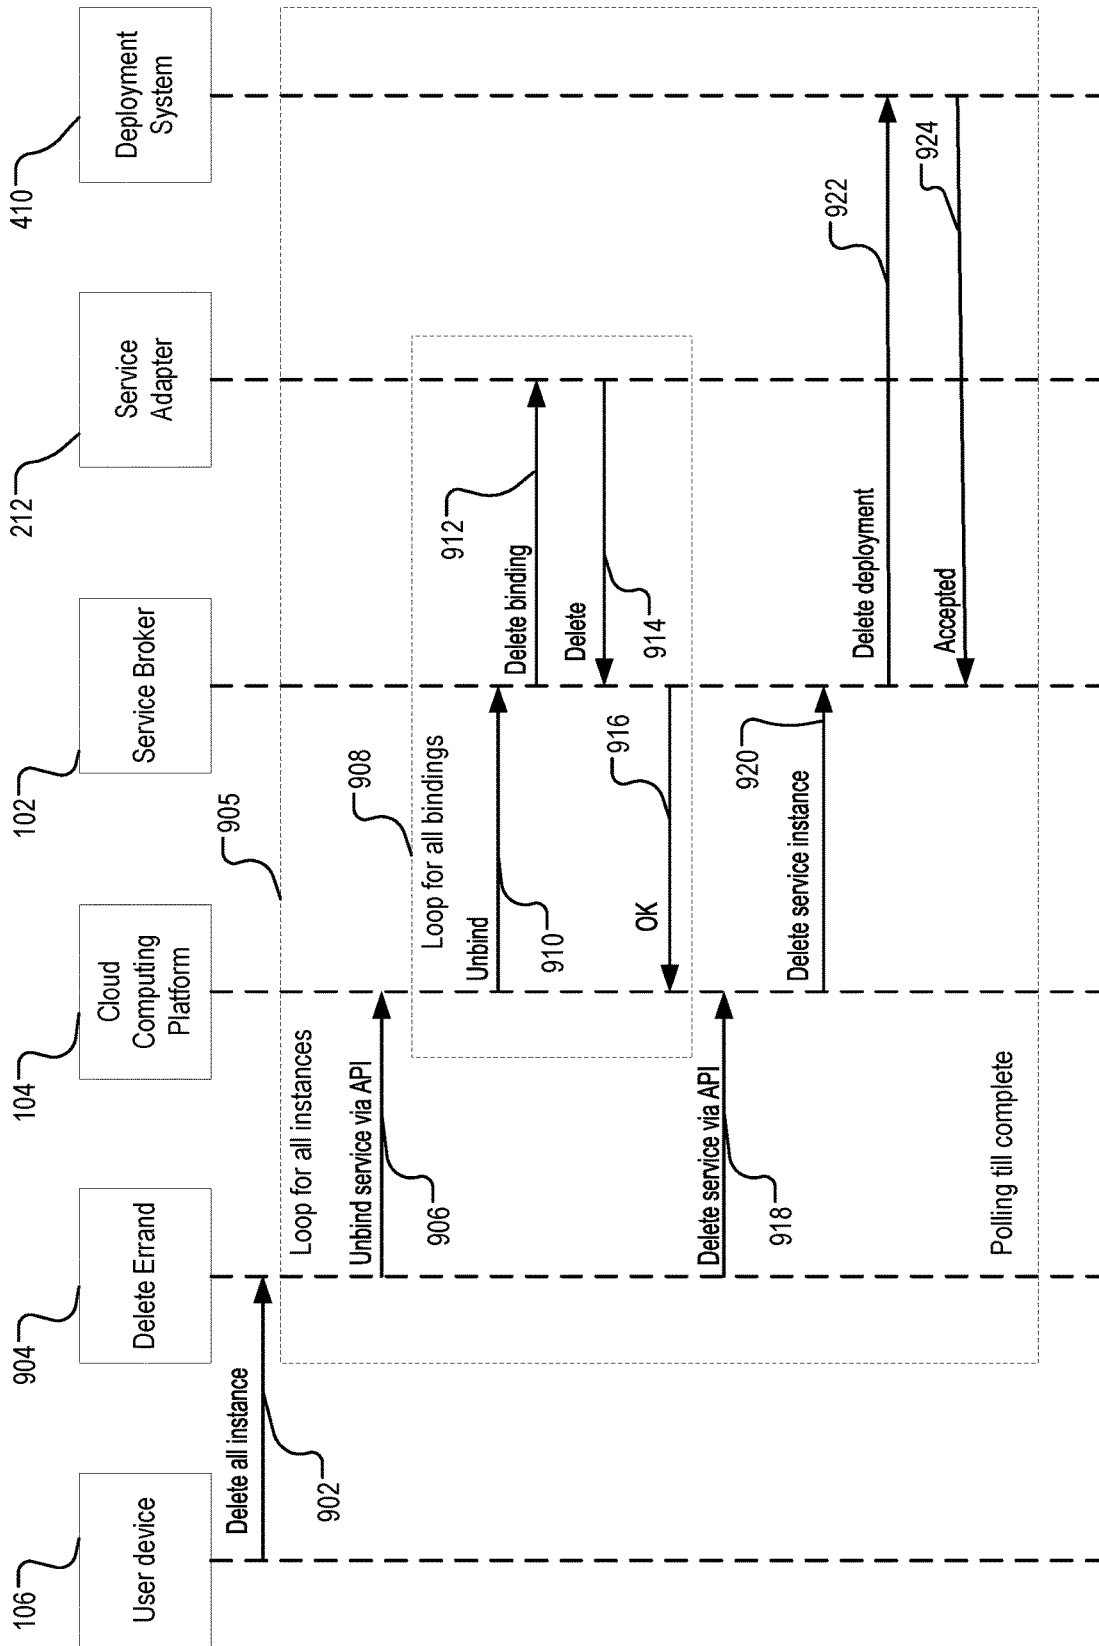 106
904
104
102
212
410
User device
Delete Errand
Cloud
Computing
Platform
Service Broker
Service
Adapter
Deployment
System
Delete all instance
902
905
Loop for all instances
Unbind service via API
906
908
Loop for all bindings
Unbind
910
912
Delete binding
Delete
914
916
OK
Delete service via API
918
920
Delete service instance
922
Delete deployment
924
Accepted
Polling till complete